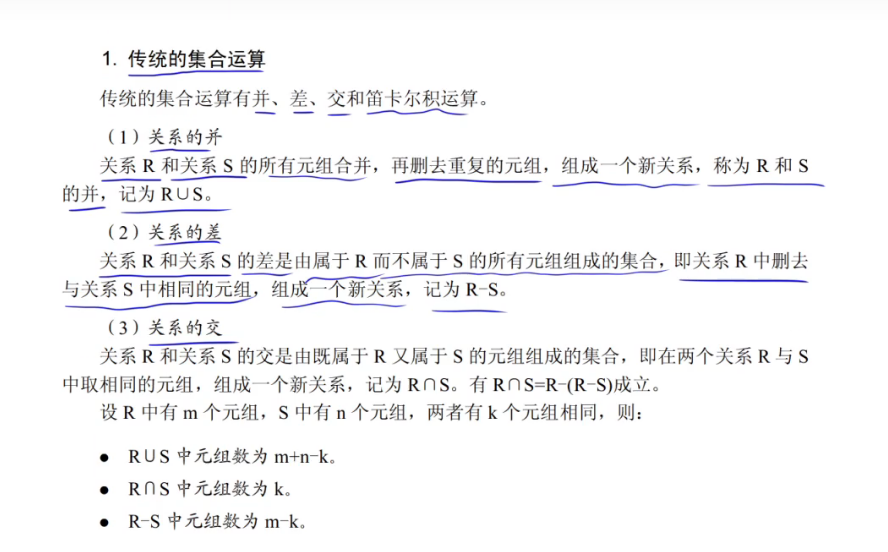 1. 传统的集合运算
传统的集合运算有并、差、交和笛卡尔积运算。
（1）关系的并
关系 R 和关系 S 的所有元组合并，再删去重复的元组，组成一个新关系，称为 R 和 S
的并，记为 R∪S。
（2）关系的差
关系 R 和关系 S 的差是由属于 R 而不属于 S 的所有元组组成的集合，即关系 R 中删去
与关系 S 中相同的元组，组成一个新关系，记为 R-S。
（3）关系的交
关系 R 和关系 S 的交是由既属于 R 又属于 S 的元组组成的集合，即在两个关系 R 与 S
中取相同的元组，组成一个新关系，记为 R∩S。有 R∩S=R-(R-S)成立。
设 R 中有 m 个元组，S 中有 n 个元组，两者有 k 个元组相同，则：
● R∪S 中元组数为 m+n-k。
● R∩S 中元组数为 k。
● R-S 中元组数为 m-k。